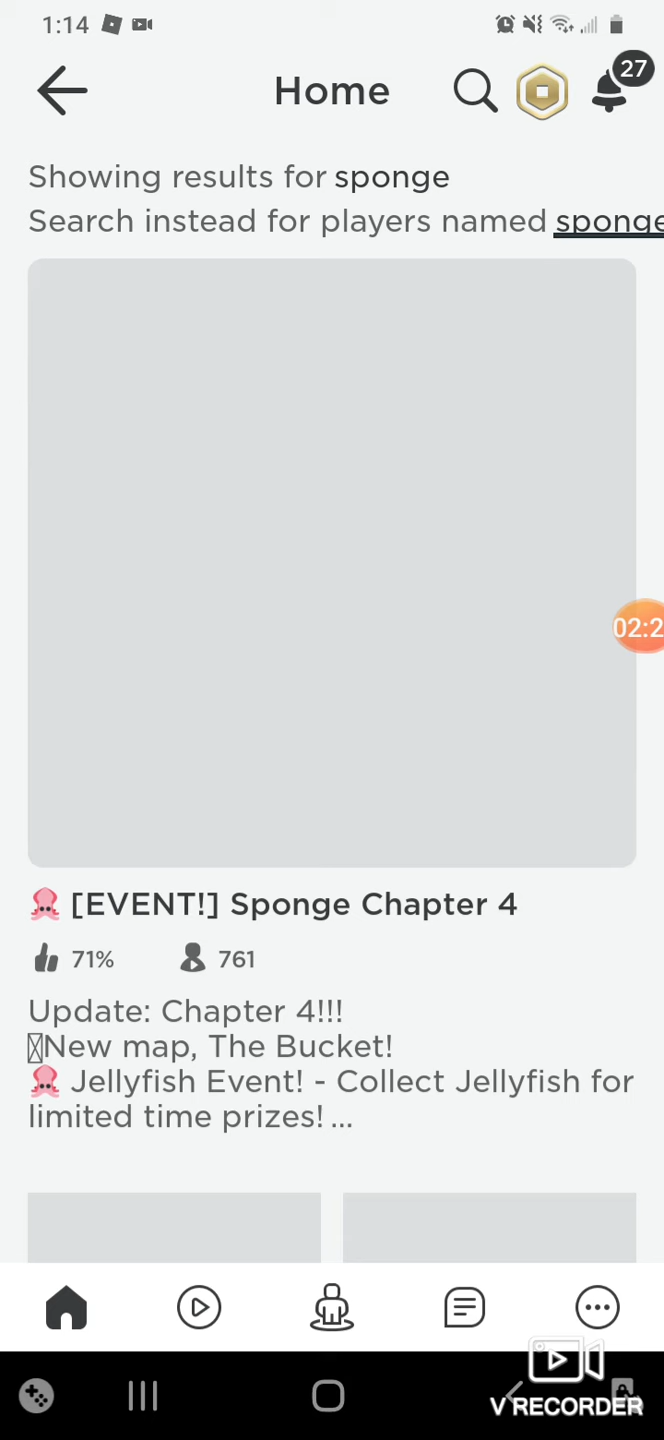 1:14
Home
27
Showing results for sponge
Search instead for players named sponge
02:2
[EVENT!] Sponge Chapter 4
71% 761
Update: Chapter 4!!!
New map, The Bucket!
Jellyfish Event! - Collect Jellyfish for
limited time prizes! ...
V RECORDER